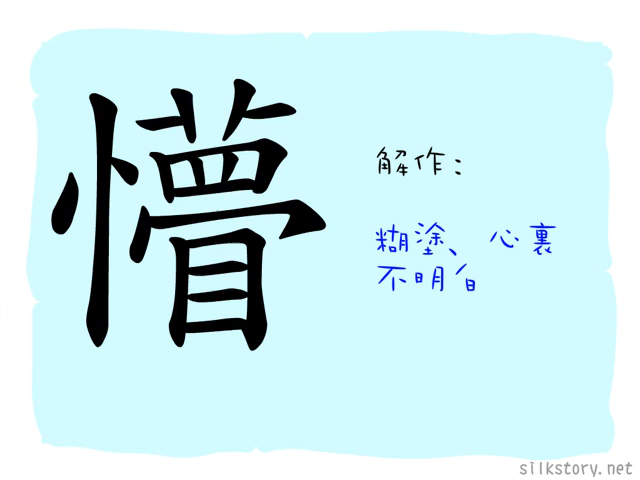 懵
解作：
糊塗、心裏
不明白
silkstory.net